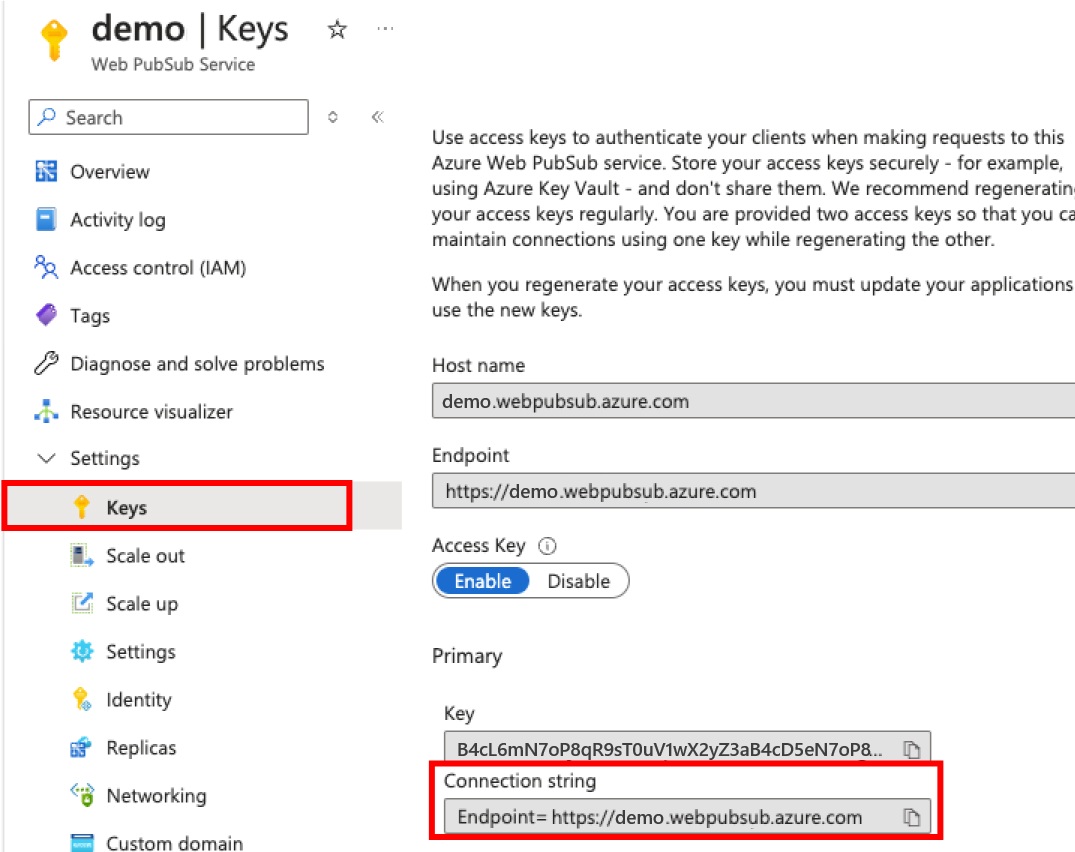 demo | Keys
Web PubSub Service
Search
Overview
Activity log
Access control (IAM)
Tags
Diagnose and solve problems
Resource visualizer
Settings
Keys
Scale out
Scale up
Settings
Identity
Replicas
Networking
Custom domain
Use access keys to authenticate your clients when making requests to this
Azure Web PubSub service. Store your access keys securely - for example,
using Azure Key Vault - and don't share them. We recommend regeneratin
your access keys regularly. You are provided two access keys so that you ca
maintain connections using one key while regenerating the other.
When you regenerate your access keys, you must update your applications
use the new keys.
Host name
demo.webpubsub.azure.com
Endpoint
https://demo.webpubsub.azure.com
Access Key
Enable Disable
Primary
Key
B4cL6mN7oP8qR9sT0uV1wX2yZ3aB4cD5eN7oP8...
Connection string
Endpoint= https://demo.webpubsub.azure.com